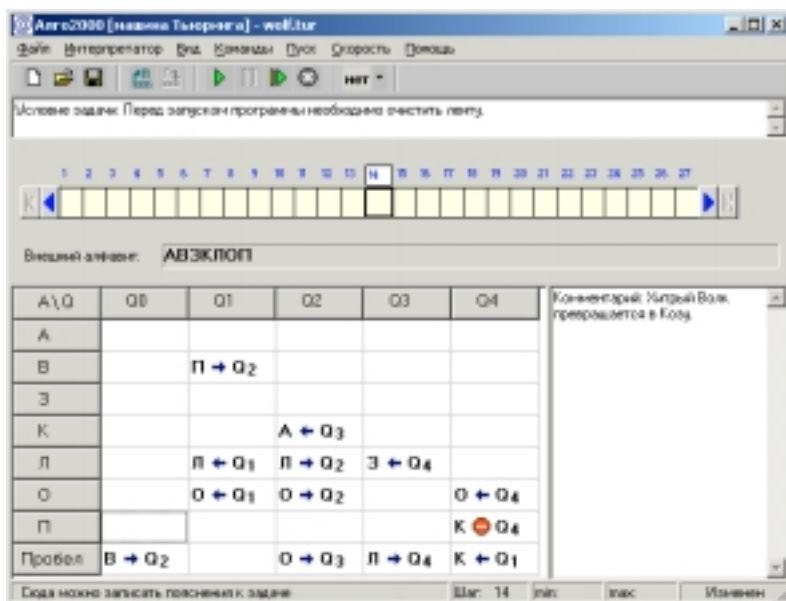 Алго2000 [машина Тьюринга] - wolf.tur
Файл Интерпретатор Вид Команды Пуск Скорость Помощь
нет
Условие задачи: Перед запуском программы необходимо очистить ленту.
1 2 3 4 5 6 7 8 9 10 11 12 13 14 15 16 17 18 19 20 21 22 23 24 25 26 27
Внешний алфавит: АВЗКЛОП
А\Q Q0 Q1 Q2 Q3 Q4
А
В П → Q2
З
К А ← Q3
Л Л ← Q1 Л → Q2 З ← Q4
О О ← Q1 О → Q2 О ← Q4
П К Q4
Пробел В → Q2 О → Q3 Л → Q4 К ← Q1
Комментарий: Хитрый Волк
превращается в Козу.
Сюда можно записать пояснения к задаче Шаг: 14 min: max: Изменен